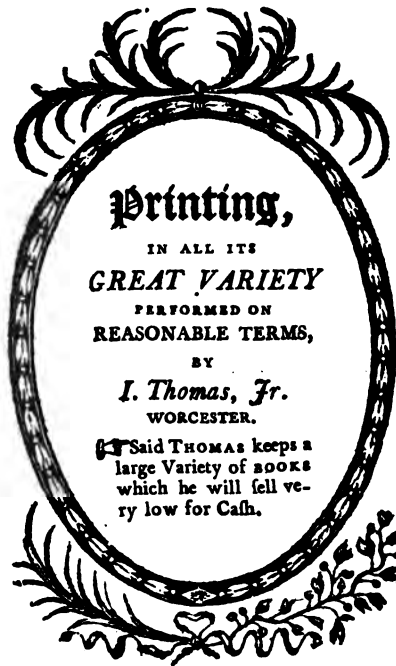 Printing,
IN ALL ITS
GREAT VARIETY
PERFORMED ON
REASONABLE TERMS,
BY
I. Thomas, Jr.
WORCESTER.
☞Said THOMAS keeps a
large Variety of BOOKS
which he will ſell ve-
ry low for Caſh.